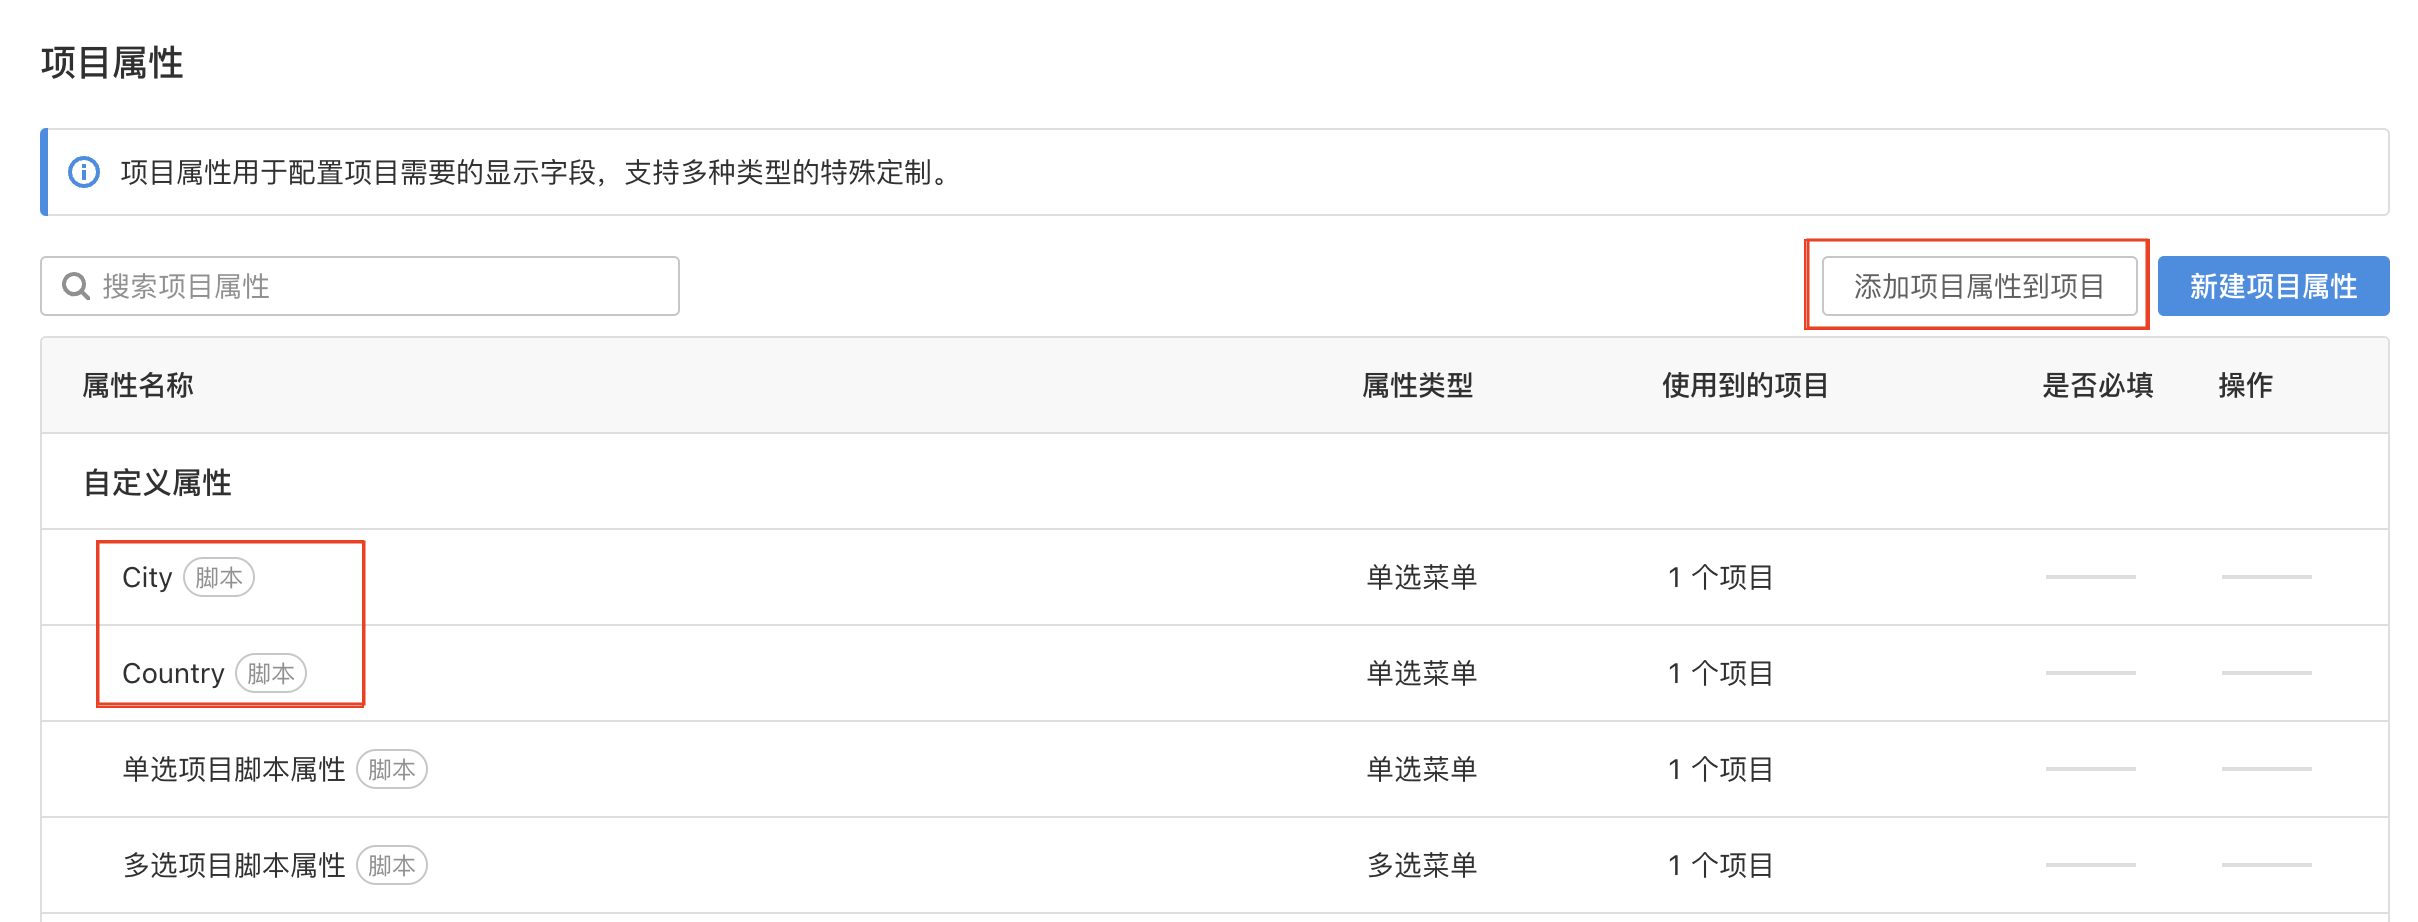 项目属性
项目属性用于配置项目需要的显示字段，支持多种类型的特殊定制。
搜索项目属性
添加项目属性到项目
新建项目属性
属性名称 属性类型 使用到的项目 是否必填 操作
自定义属性
City 脚本 单选菜单 1 个项目
Country 脚本 单选菜单 1 个项目
单选项目脚本属性 脚本 单选菜单 1 个项目
多选项目脚本属性 脚本 多选菜单 1 个项目